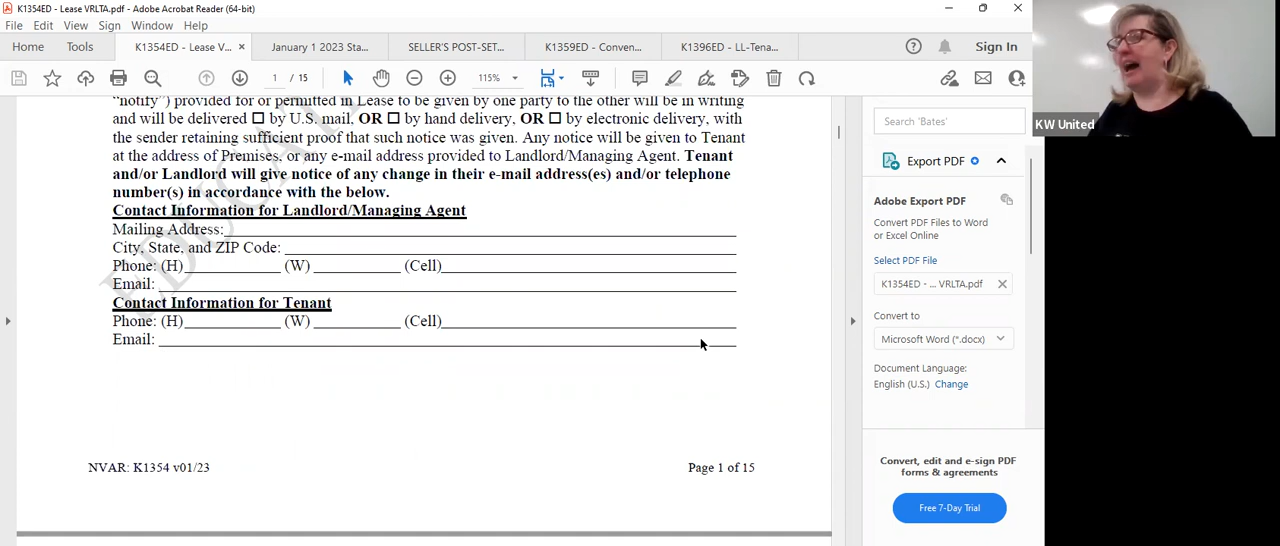 K1354ED - Lease VRLTA.pdf - Adobe Acrobat Reader (64-bit)
File Edit View Sign Window Help
Home Tools K1354ED - Lease V... × January 1 2023 Sta... SELLER'S POST-SET... K1359ED - Conven... K1396ED - LL-Tena... Sign In
1 / 15 115%
"notify") provided for or permitted in Lease to be given by one party to the other will be in writing
and will be delivered ☐ by U.S. mail, OR ☐ by hand delivery, OR ☐ by electronic delivery, with
the sender retaining sufficient proof that such notice was given. Any notice will be given to Tenant
at the address of Premises, or any e-mail address provided to Landlord/Managing Agent. Tenant
and/or Landlord will give notice of any change in their e-mail address(es) and/or telephone
number(s) in accordance with the below.
Contact Information for Landlord/Managing Agent
Mailing Address:
City, State, and ZIP Code:
Phone: (H) (W) (Cell)
Email:
Contact Information for Tenant
Phone: (H) (W) (Cell)
Email:
NVAR: K1354 v01/23 Page 1 of 15
EDUCAT
Search 'Bates'
Export PDF
Adobe Export PDF
Convert PDF Files to Word
or Excel Online
Select PDF File
K1354ED - ... VRLTA.pdf
Convert to
Microsoft Word (*.docx)
Document Language:
English (U.S.) Change
Convert, edit and e-sign PDF
forms & agreements
Free 7-Day Trial
KW United